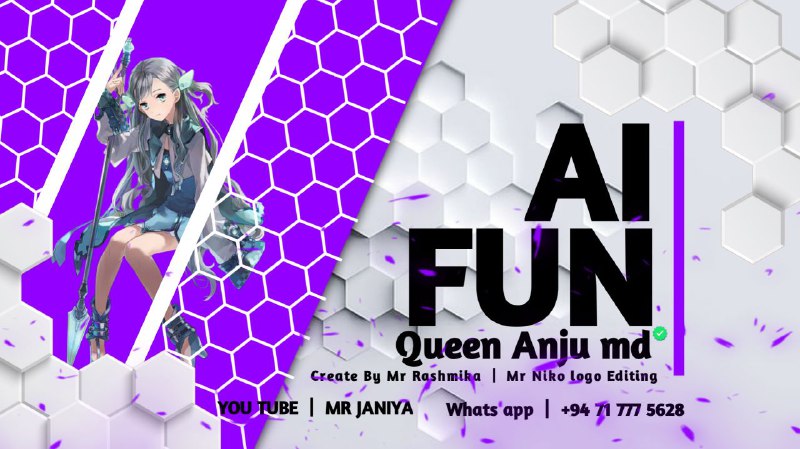 AI
FUN
Queen Aniu md
Create By Mr Rashmika | Mr Niko logo Editing
YOU TUBE | MR JANIYA Whats app | +94 71 777 5628